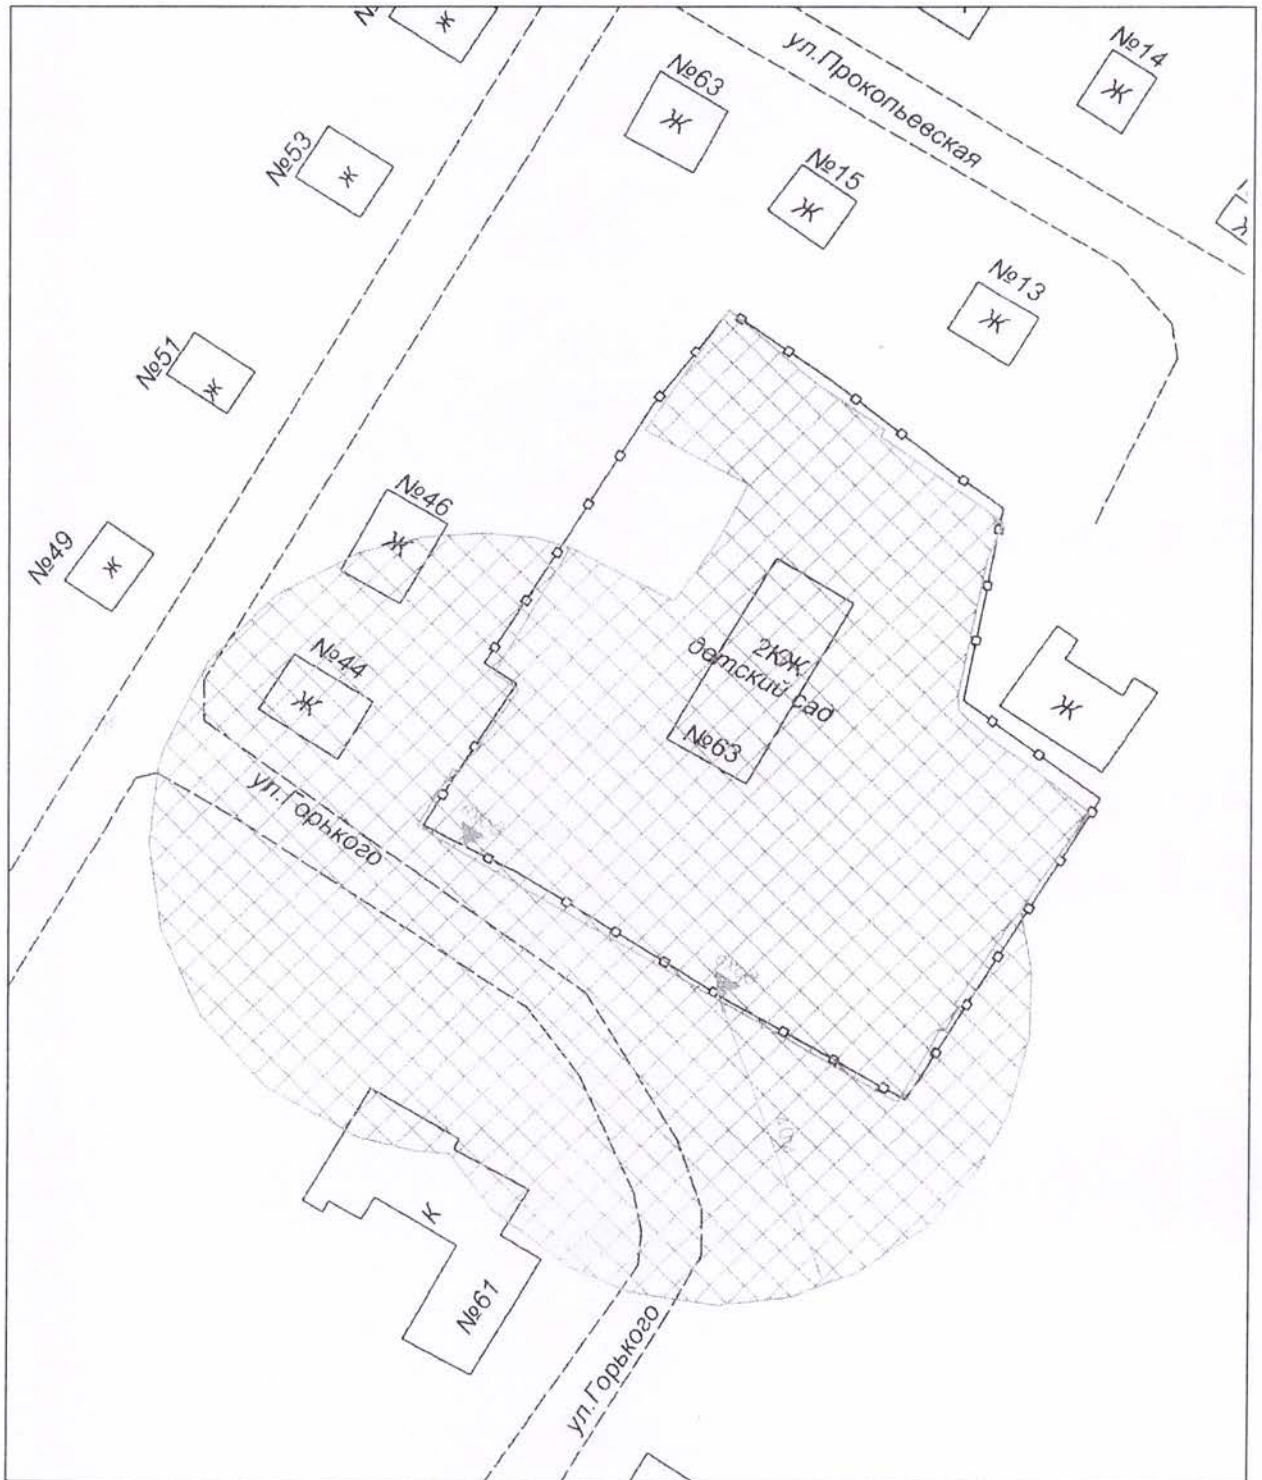 ж
ул.Прокопьевская
№14
Ж
№63
Ж
№53
ж
№15
Ж
№13
Ж
№51
Ж
№46
Ж
№49
ж
№44
Ж
2КЖ
детский сад
№63
Ж
ул.Горького
К
№61
ул.Горького